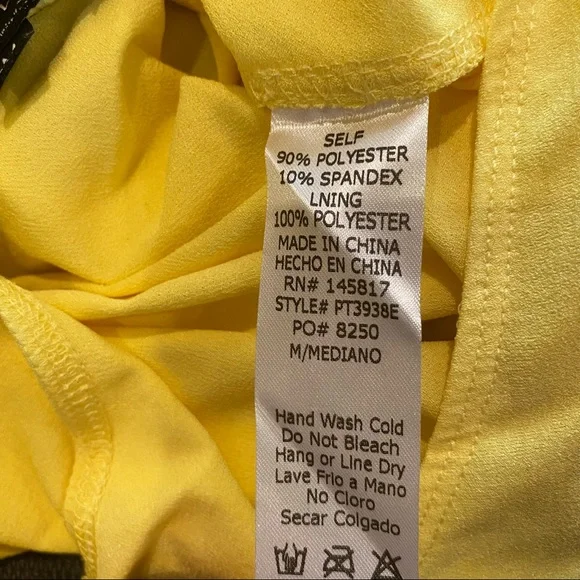 SELF
90% POLYESTER
10% SPANDEX
LNING
100% POLYESTER
MADE IN CHINA
HECHO EN CHINA
RN# 145817
STYLE# PT3938E
PO# 8250
M/MEDIANO
Hand Wash Cold
Do Not Bleach
Hang or Line Dry
Lave Frio a Mano
No Cloro
Secar Colgado